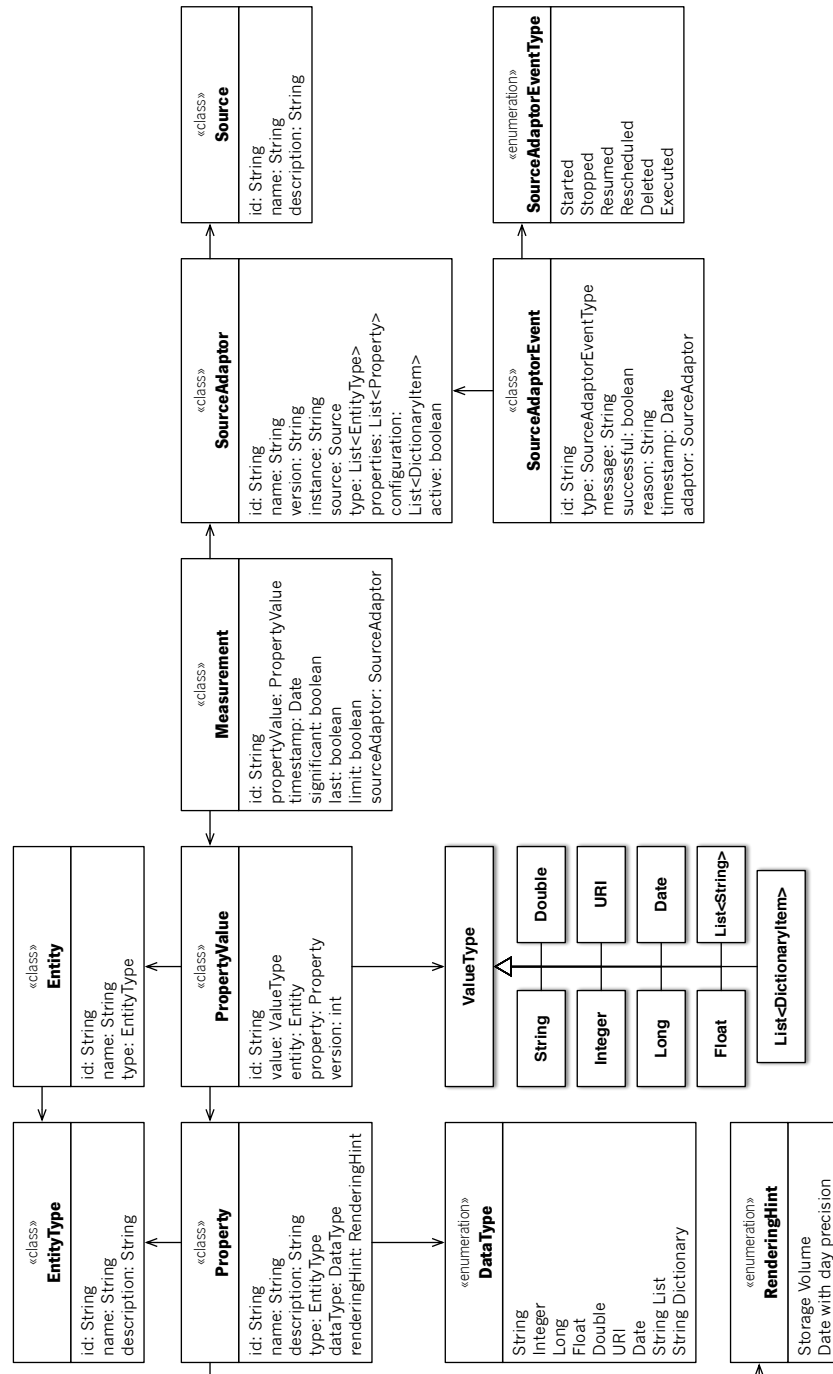 «class»
EntityType
id: String
name: String
description: String
«class»
Entity
id: String
name: String
type: EntityType
«class»
Source
id: String
name: String
description: String
«class»
Property
id: String
name: String
description: String
type: EntityType
dataType: DataType
renderingHint: RenderingHint
«class»
PropertyValue
id: String
value: ValueType
entity: Entity
property: Property
version: int
«class»
Measurement
id: String
propertyValue: PropertyValue
timestamp: Date
significant: boolean
last: boolean
limit: boolean
sourceAdaptor: SourceAdaptor
«class»
SourceAdaptor
id: String
name: String
version: String
instance: String
source: Source
type: List<EntityType>
properties: List<Property>
configuration:
List<DictionaryItem>
active: boolean
«enumeration»
DataType
String
Integer
Long
Float
Double
URI
Date
String List
String Dictionary
ValueType
String
Double
Integer
URI
Long
Date
Float
List<String>
List<DictionaryItem>
«class»
SourceAdaptorEvent
id: String
type: SourceAdaptorEventType
message: String
successful: boolean
reason: String
timestamp: Date
adaptor: SourceAdaptor
«enumeration»
SourceAdaptorEventType
Started
Stopped
Resumed
Rescheduled
Deleted
Executed
«enumeration»
RenderingHint
Storage Volume
Date with day precision